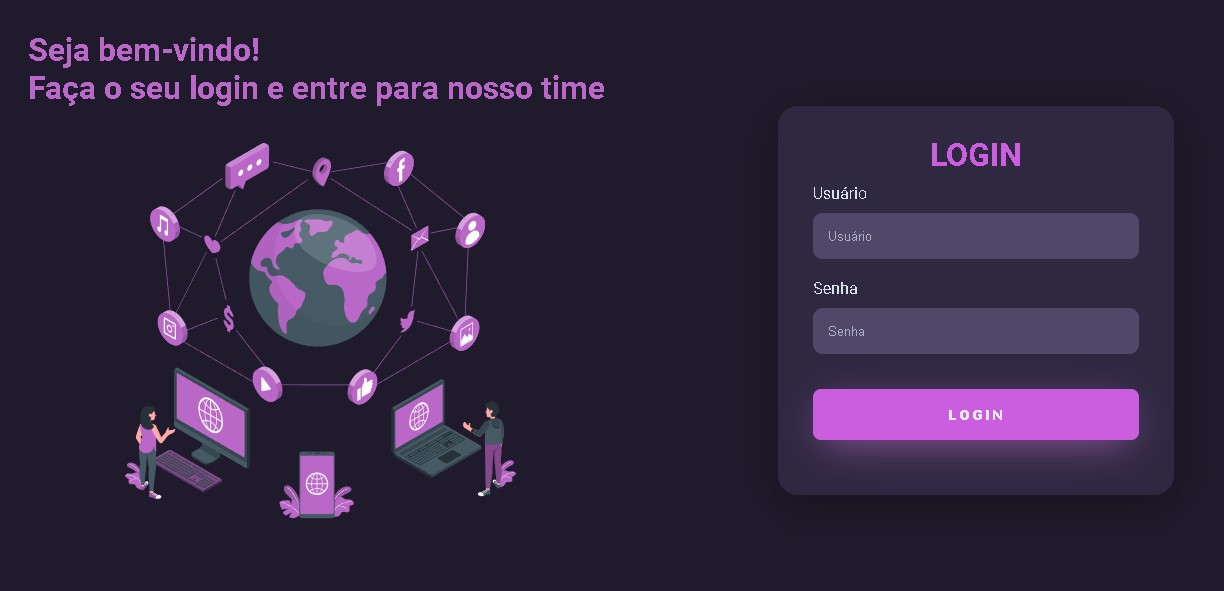 Seja bem-vindo!
Faça o seu login e entre para nosso time
LOGIN
Usuário
Usuário
Senha
Senha
LOGIN